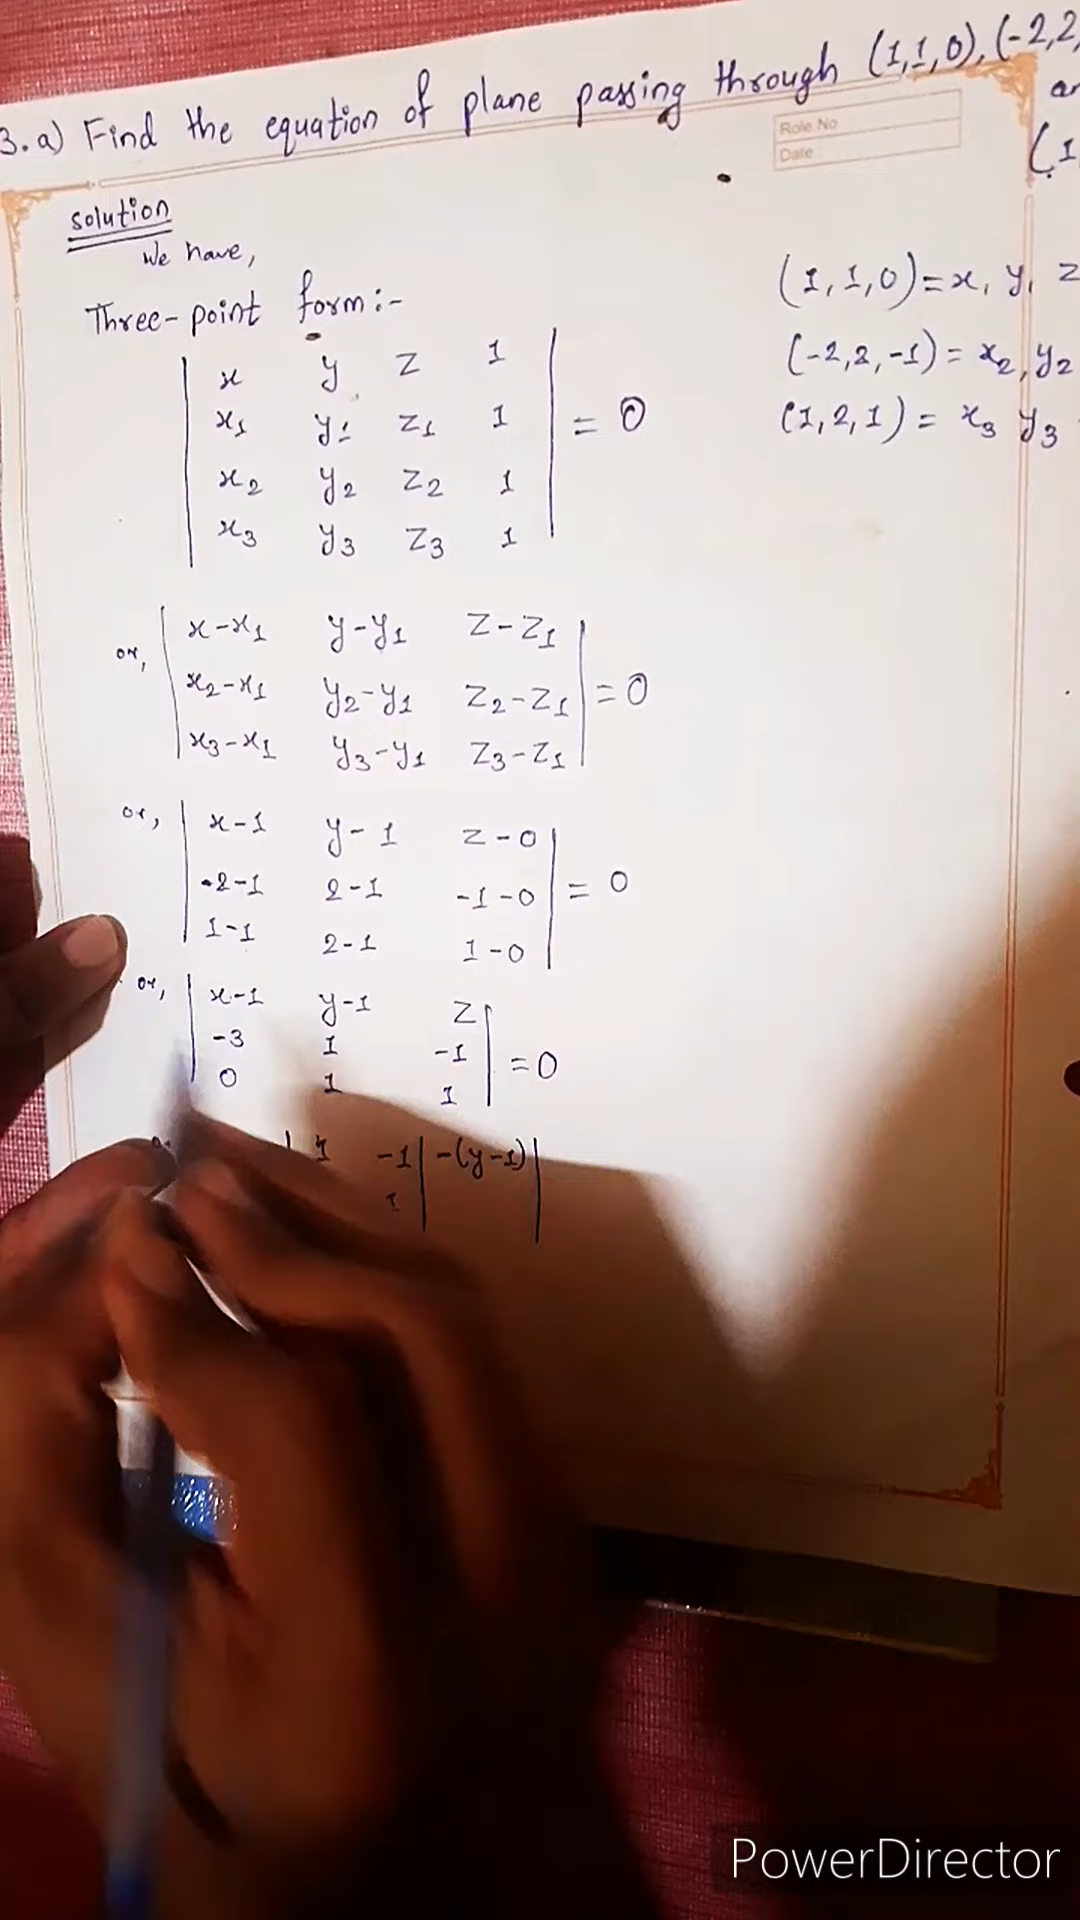 3. a) Find the equation of plane passing through (1,1,0), (-2,2,
(1
Role No
Date
Solution
We have,
Three-point form:-
x y z 1
x1 y1 z1 1
x2 y2 z2 1
x3 y3 z3 1
= 0
(1,1,0) = x, y, z
(-2,2,-1) = x2, y2
(1,2,1) = x3 y3
or, x-x1 y-y1 z-z1
x2-x1 y2-y1 z2-z1 = 0
x3-x1 y3-y1 z3-z1
or, x-1 y-1 z-0
-2-1 2-1 -1-0 = 0
1-1 2-1 1-0
or, x-1 y-1 z
-3 1 -1 = 0
0 1 1
1 -1 | -(y-1) |
1
PowerDirector